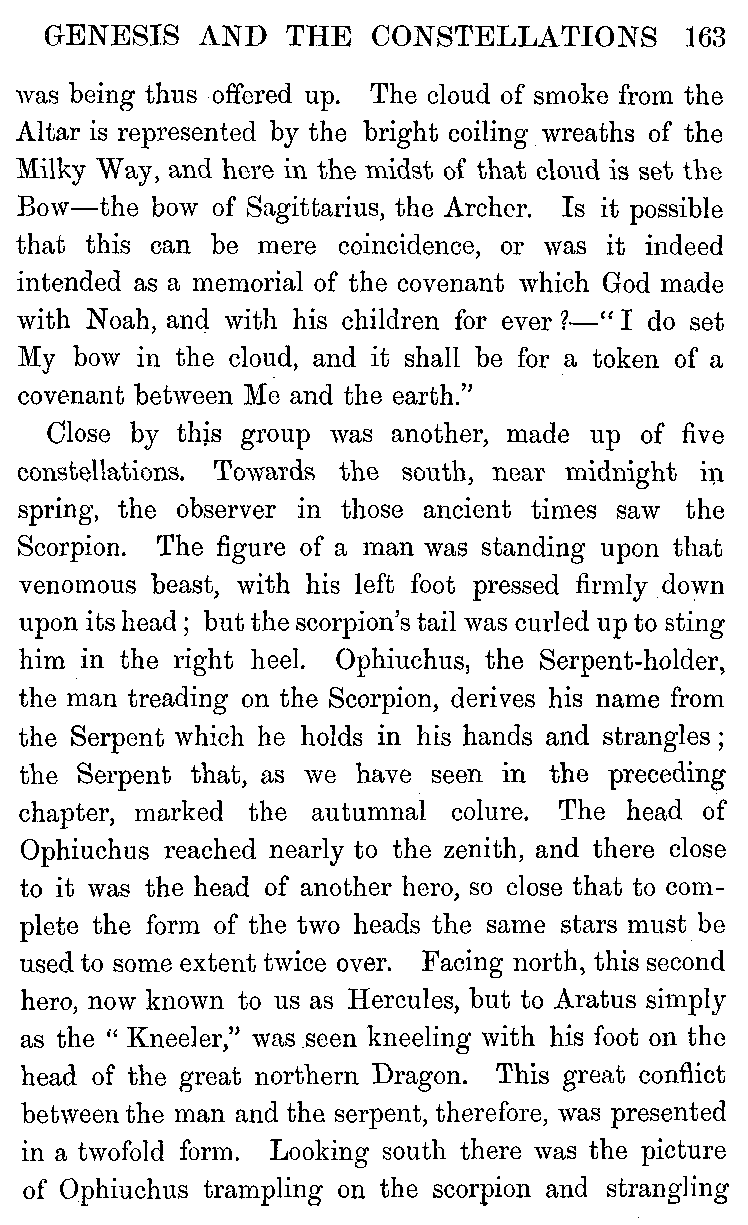 GENESIS AND THE CONSTELLATIONS 163
was being thus offered up. The cloud of smoke from the
Altar is represented by the bright coiling wreaths of the
Milky Way, and here in the midst of that cloud is set the
Bow—the bow of Sagittarius, the Archer. Is it possible
that this can be mere coincidence, or was it indeed
intended as a memorial of the covenant which God made
with Noah, and with his children for ever?—“I do set
My bow in the cloud, and it shall be for a token of a
covenant between Me and the earth.”
Close by this group was another, made up of five
constellations. Towards the south, near midnight in
spring, the observer in those ancient times saw the
Scorpion. The figure of a man was standing upon that
venomous beast, with his left foot pressed firmly down
upon its head; but the scorpion's tail was curled up to sting
him in the right heel. Ophiuchus, the Serpent-holder,
the man treading on the Scorpion, derives his name from
the Serpent which he holds in his hands and strangles;
the Serpent that, as we have seen in the preceding
chapter, marked the autumnal colure. The head of
Ophiuchus reached nearly to the zenith, and there close
to it was the head of another hero, so close that to com-
plete the form of the two heads the same stars must be
used to some extent twice over. Facing north, this second
hero, now known to us as Hercules, but to Aratus simply
as the “Kneeler,” was seen kneeling with his foot on the
head of the great northern Dragon. This great conflict
between the man and the serpent, therefore, was presented
in a twofold form. Looking south there was the picture
of Ophiuchus trampling on the scorpion and strangling